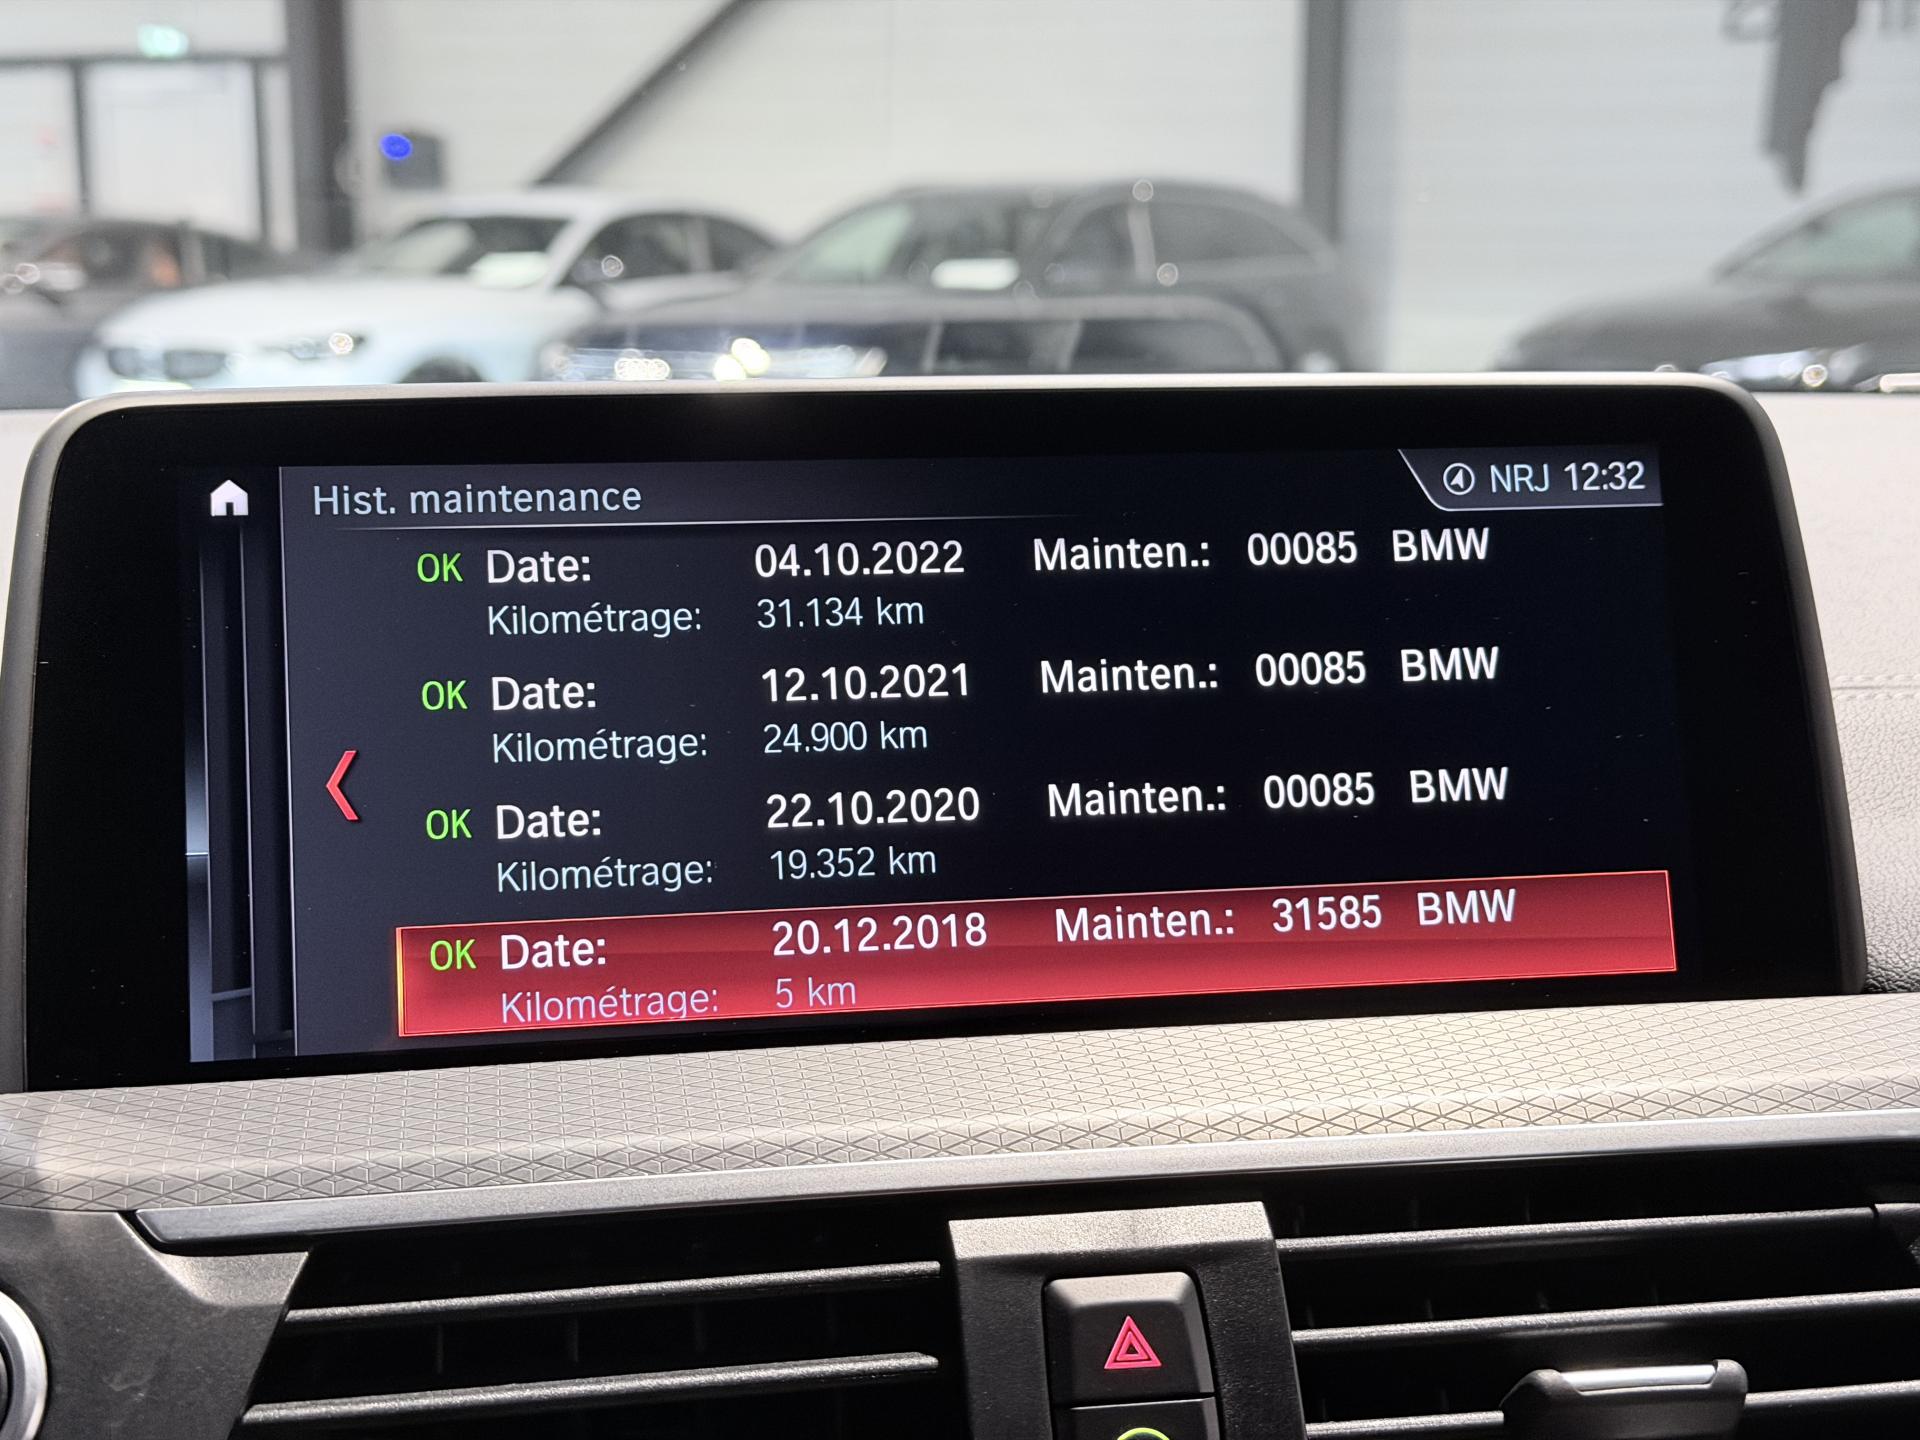 Hist. maintenance
NRJ 12:32
OK Date: 04.10.2022 Mainten.: 00085 BMW
Kilométrage: 31.134 km
OK Date: 12.10.2021 Mainten.: 00085 BMW
Kilométrage: 24.900 km
OK Date: 22.10.2020 Mainten.: 00085 BMW
Kilométrage: 19.352 km
OK Date: 20.12.2018 Mainten.: 31585 BMW
Kilométrage: 5 km